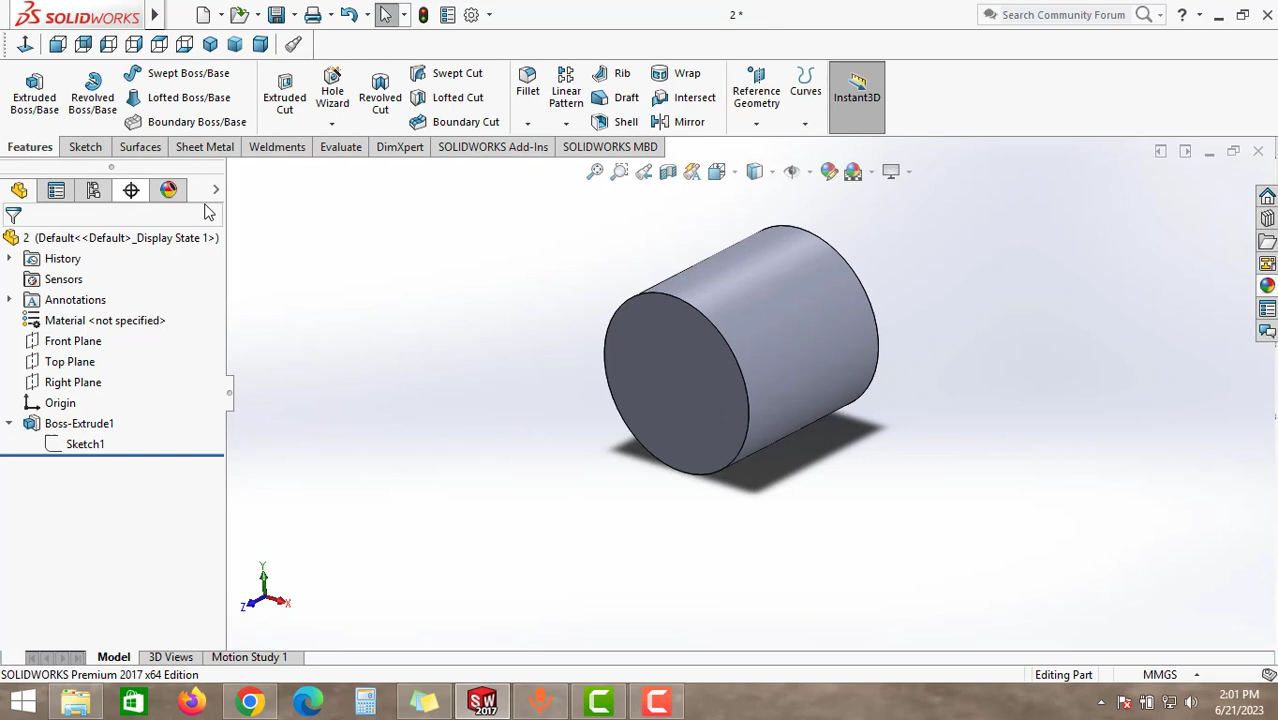 SOLIDWORKS
2 *
Search Community Forum
?
Extruded Boss/Base
Revolved Boss/Base
Swept Boss/Base
Lofted Boss/Base
Boundary Boss/Base
Extruded Cut
Hole Wizard
Revolved Cut
Swept Cut
Lofted Cut
Boundary Cut
Fillet
Linear Pattern
Rib
Draft
Shell
Wrap
Intersect
Mirror
Reference Geometry
Curves
Instant3D
Features
Sketch
Surfaces
Sheet Metal
Weldments
Evaluate
DimXpert
SOLIDWORKS Add-Ins
SOLIDWORKS MBD
2 (Default<<Default>_Display State 1>)
History
Sensors
Annotations
Material <not specified>
Front Plane
Top Plane
Right Plane
Origin
Boss-Extrude1
Sketch1
Y
Z
X
Model
3D Views
Motion Study 1
SOLIDWORKS Premium 2017 x64 Edition
Editing Part
MMGS
SW
2017
2:01 PM
6/21/2023